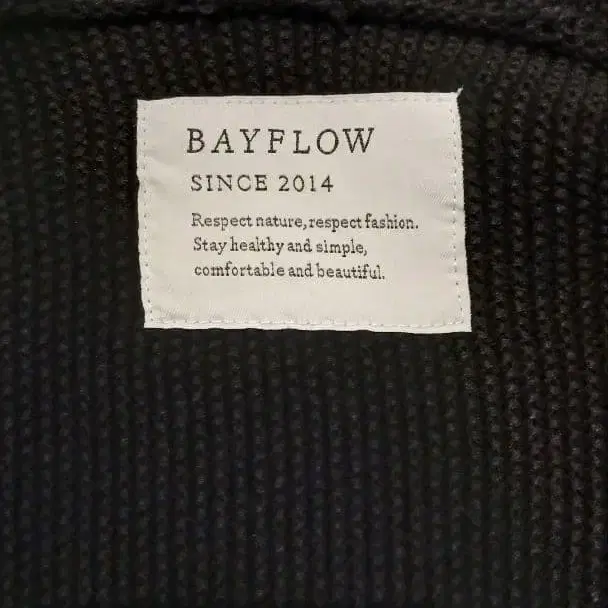 BAYFLOW
SINCE 2014
Respect nature, respect fashion.
Stay healthy and simple,
comfortable and beautiful.